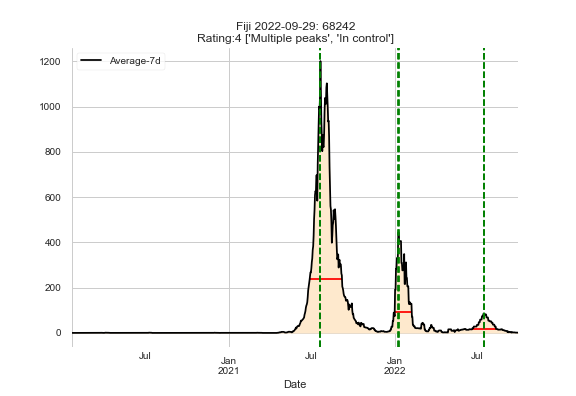 Fiji 2022-09-29: 68242
Rating:4 ['Multiple peaks', 'In control']
Average-7d
1200
1000
800
600
400
200
0
Jul
Jan
2021
Jul
Jan
2022
Jul
Date